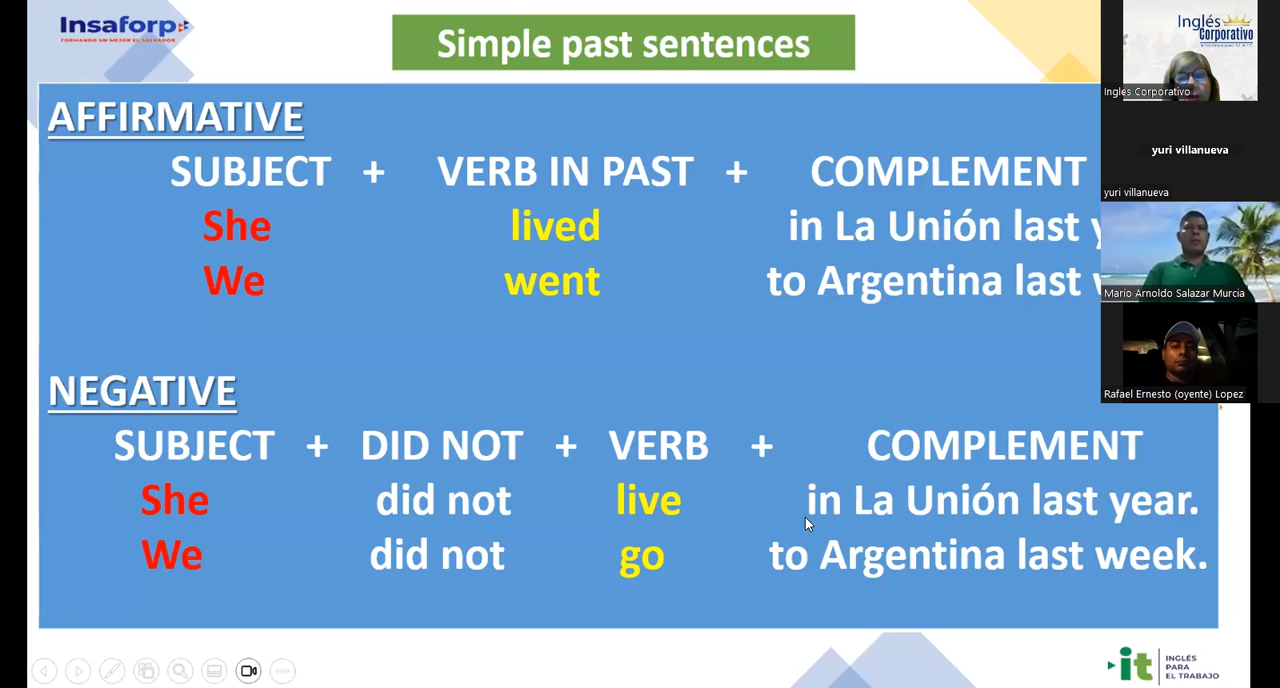 Insaforp
FORMANDO UN MEJOR EL SALVADOR
Simple past sentences
AFFIRMATIVE
SUBJECT + VERB IN PAST + COMPLEMENT
She lived in La Unión last
We went to Argentina last
NEGATIVE
SUBJECT + DID NOT + VERB + COMPLEMENT
She did not live in La Unión last year.
We did not go to Argentina last week.
Inglés
Corporativo
Ingles Corporativo
yuri villanueva
yuri villanueva
Mario Arnoldo Salazar Murcia
Rafael Ernesto (oyente) Lopez
it
INGLÉS
PARA
EL TRABAJO